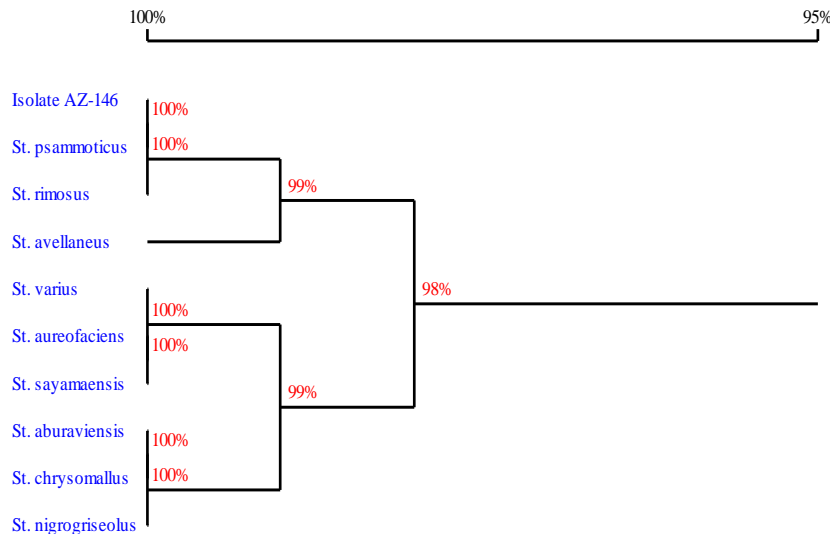 100% 95%
Isolate AZ-146
100%
St. psammoticus 100%
99%
St. rimosus
St. avellaneus
St. varius 98%
100%
St. aureofaciens
100%
St. sayamaensis 99%
St. aburaviensis
100%
St. chrysomallus 100%
St. nigrogriseolus